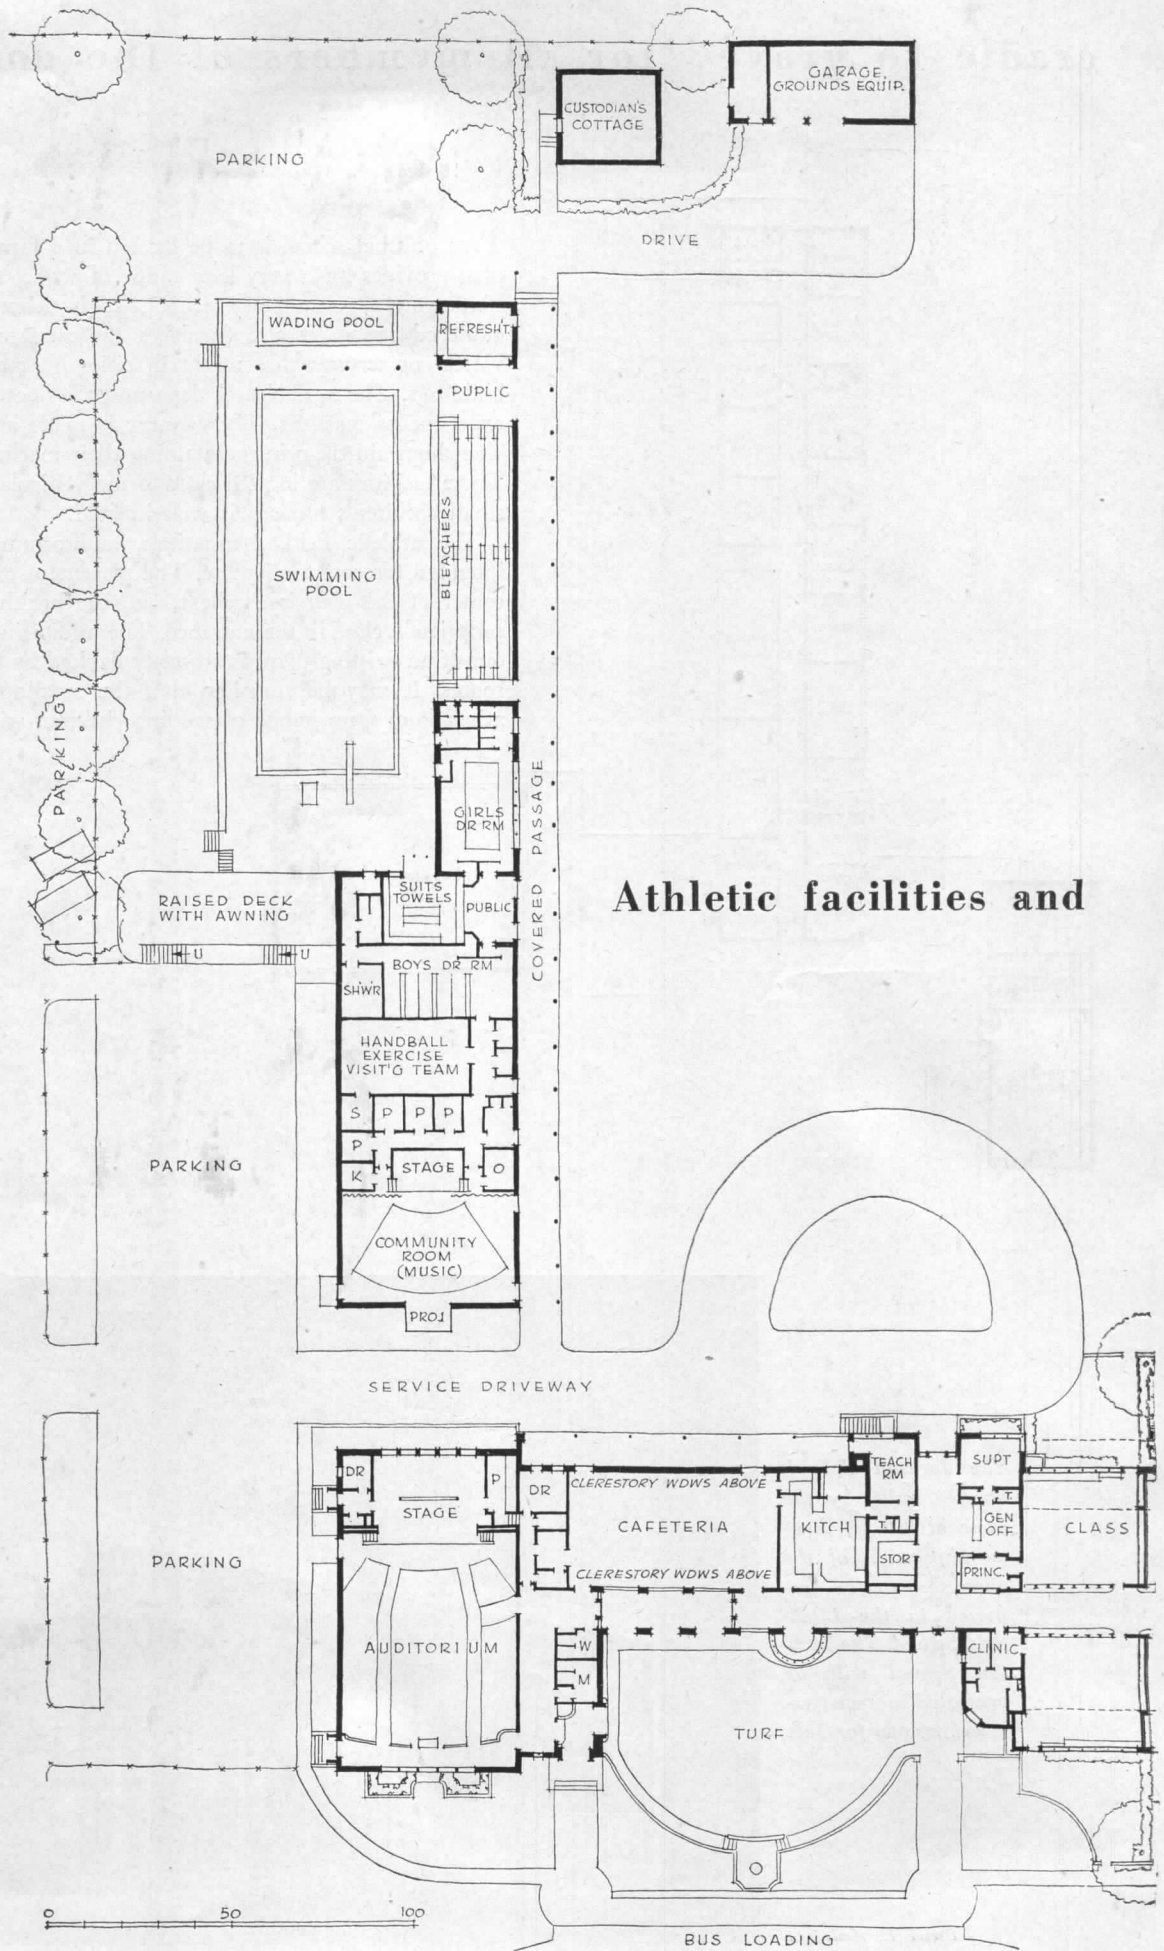 GARAGE,
GROUNDS EQUIP.
CUSTODIAN'S
COTTAGE
PARKING
DRIVE
WADING POOL
REFRESH'T.
PUPLIC
BLEACHERS
SWIMMING
POOL
PARKING
GIRLS
DR RM
COVERED PASSAGE
SUITS
TOWELS
RAISED DECK
WITH AWNING
PUBLIC
Athletic facilities and
U
U
BOYS DR RM
SH'W'R
HANDBALL
EXERCISE
VISIT'G TEAM
S
P
P
P
P
PARKING
STAGE
O
K
COMMUNITY
ROOM
(MUSIC)
PROJ
SERVICE DRIVEWAY
DR
P
STAGE
DR
CLERESTORY WDWS ABOVE
TEACH
RM
SUPT
T.
CAFETERIA
KITCH
T.
GEN
OFF
CLASS
PARKING
STOR
PRINC.
CLERESTORY WDWS ABOVE
AUDITORIUM
W
CLINIC
M
TURF
0
50
100
BUS LOADING